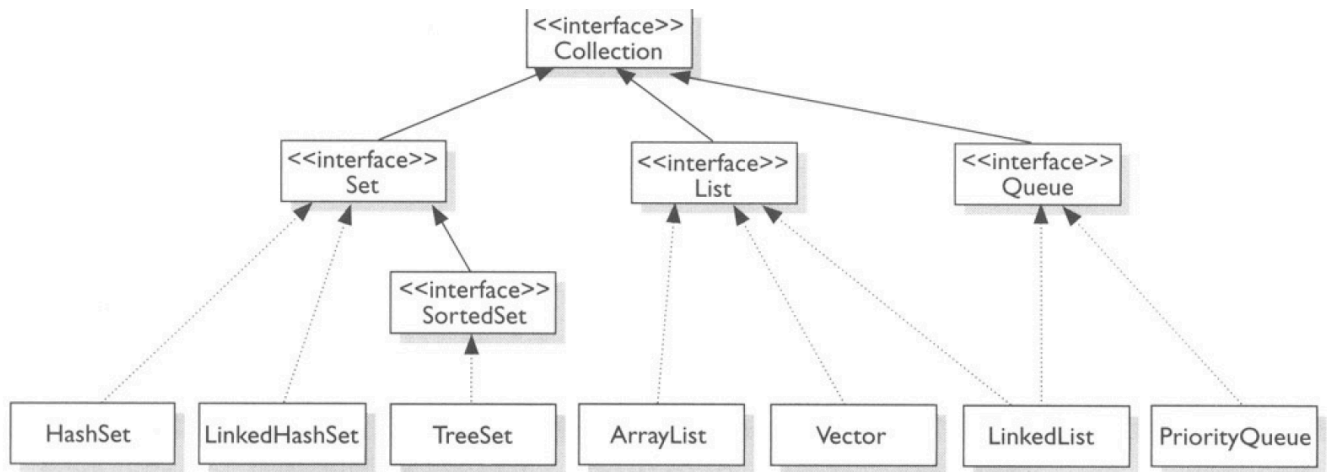 <<interface>>
Collection
<<interface>>
Set
<<interface>>
List
<<interface>>
Queue
<<interface>>
SortedSet
HashSet
LinkedHashSet
TreeSet
ArrayList
Vector
LinkedList
PriorityQueue